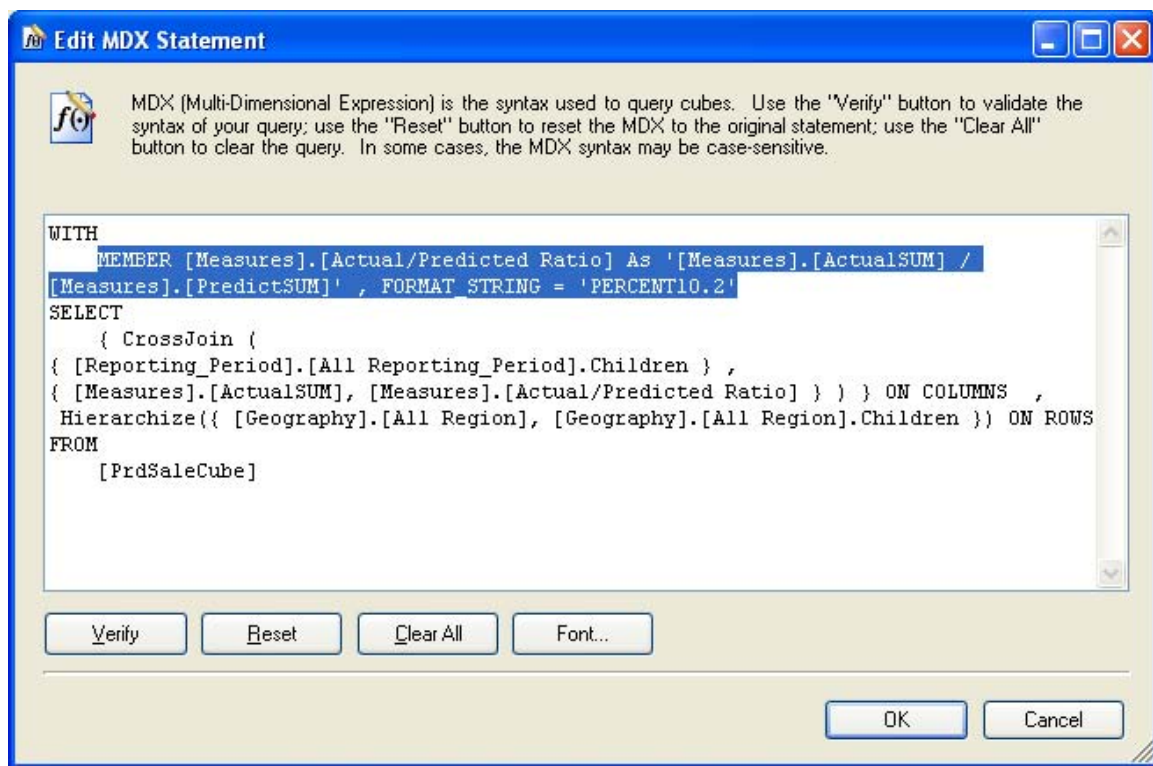 Edit MDX Statement
MDX (Multi-Dimensional Expression) is the syntax used to query cubes.  Use the "Verify" button to validate the
syntax of your query; use the "Reset" button to reset the MDX to the original statement; use the "Clear All"
button to clear the query.  In some cases, the MDX syntax may be case-sensitive.
WITH
    MEMBER [Measures].[Actual/Predicted Ratio] As '[Measures].[ActualSUM] /
[Measures].[PredictSUM]' , FORMAT_STRING = 'PERCENT10.2'
SELECT
    { CrossJoin (
{ [Reporting_Period].[All Reporting_Period].Children } ,
{ [Measures].[ActualSUM], [Measures].[Actual/Predicted Ratio] } ) } ON COLUMNS  ,
 Hierarchize({ [Geography].[All Region], [Geography].[All Region].Children }) ON ROWS
FROM
    [PrdSaleCube]
Verify Reset Clear All Font...
OK Cancel